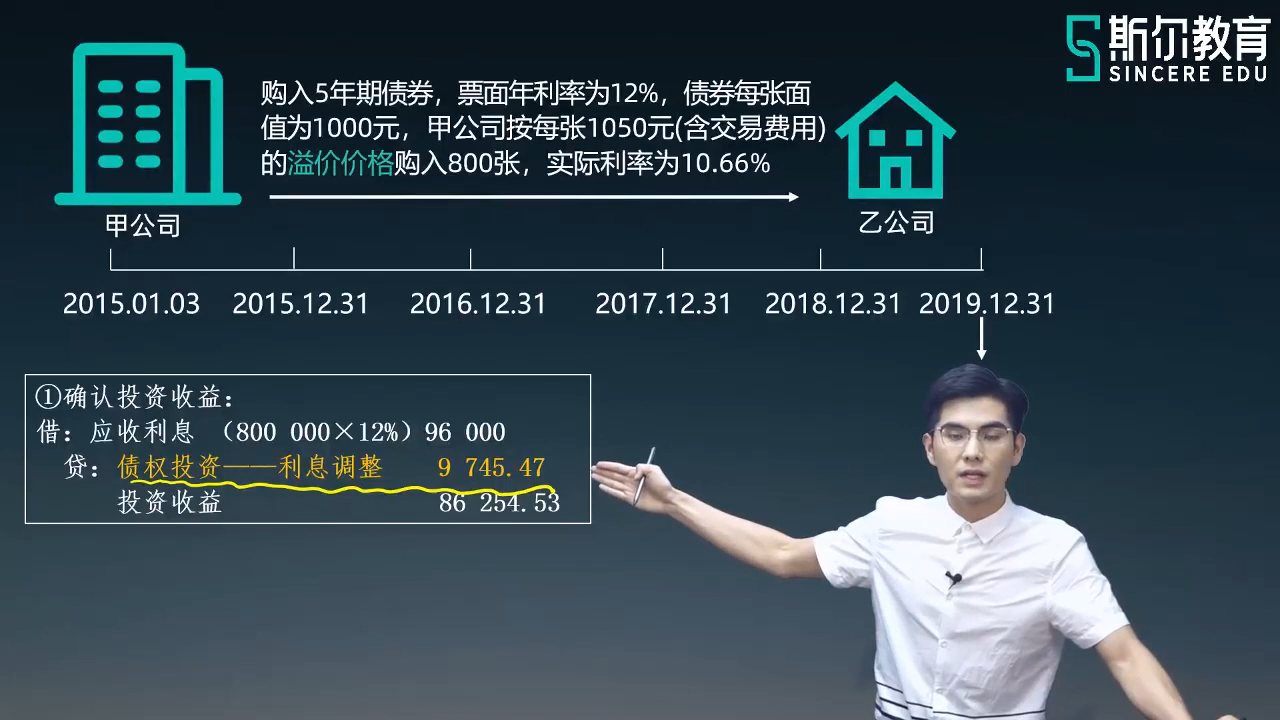 斯尔教育
SINCERE EDU
购入5年期债券，票面年利率为12%，债券每张面
值为1000元，甲公司按每张1050元(含交易费用)
的溢价价格购入800张，实际利率为10.66%
甲公司
乙公司
2015.01.03 2015.12.31 2016.12.31 2017.12.31 2018.12.31 2019.12.31
①确认投资收益：
借：应收利息 （800 000×12%）96 000
贷：债权投资——利息调整 9 745.47
投资收益 86 254.53